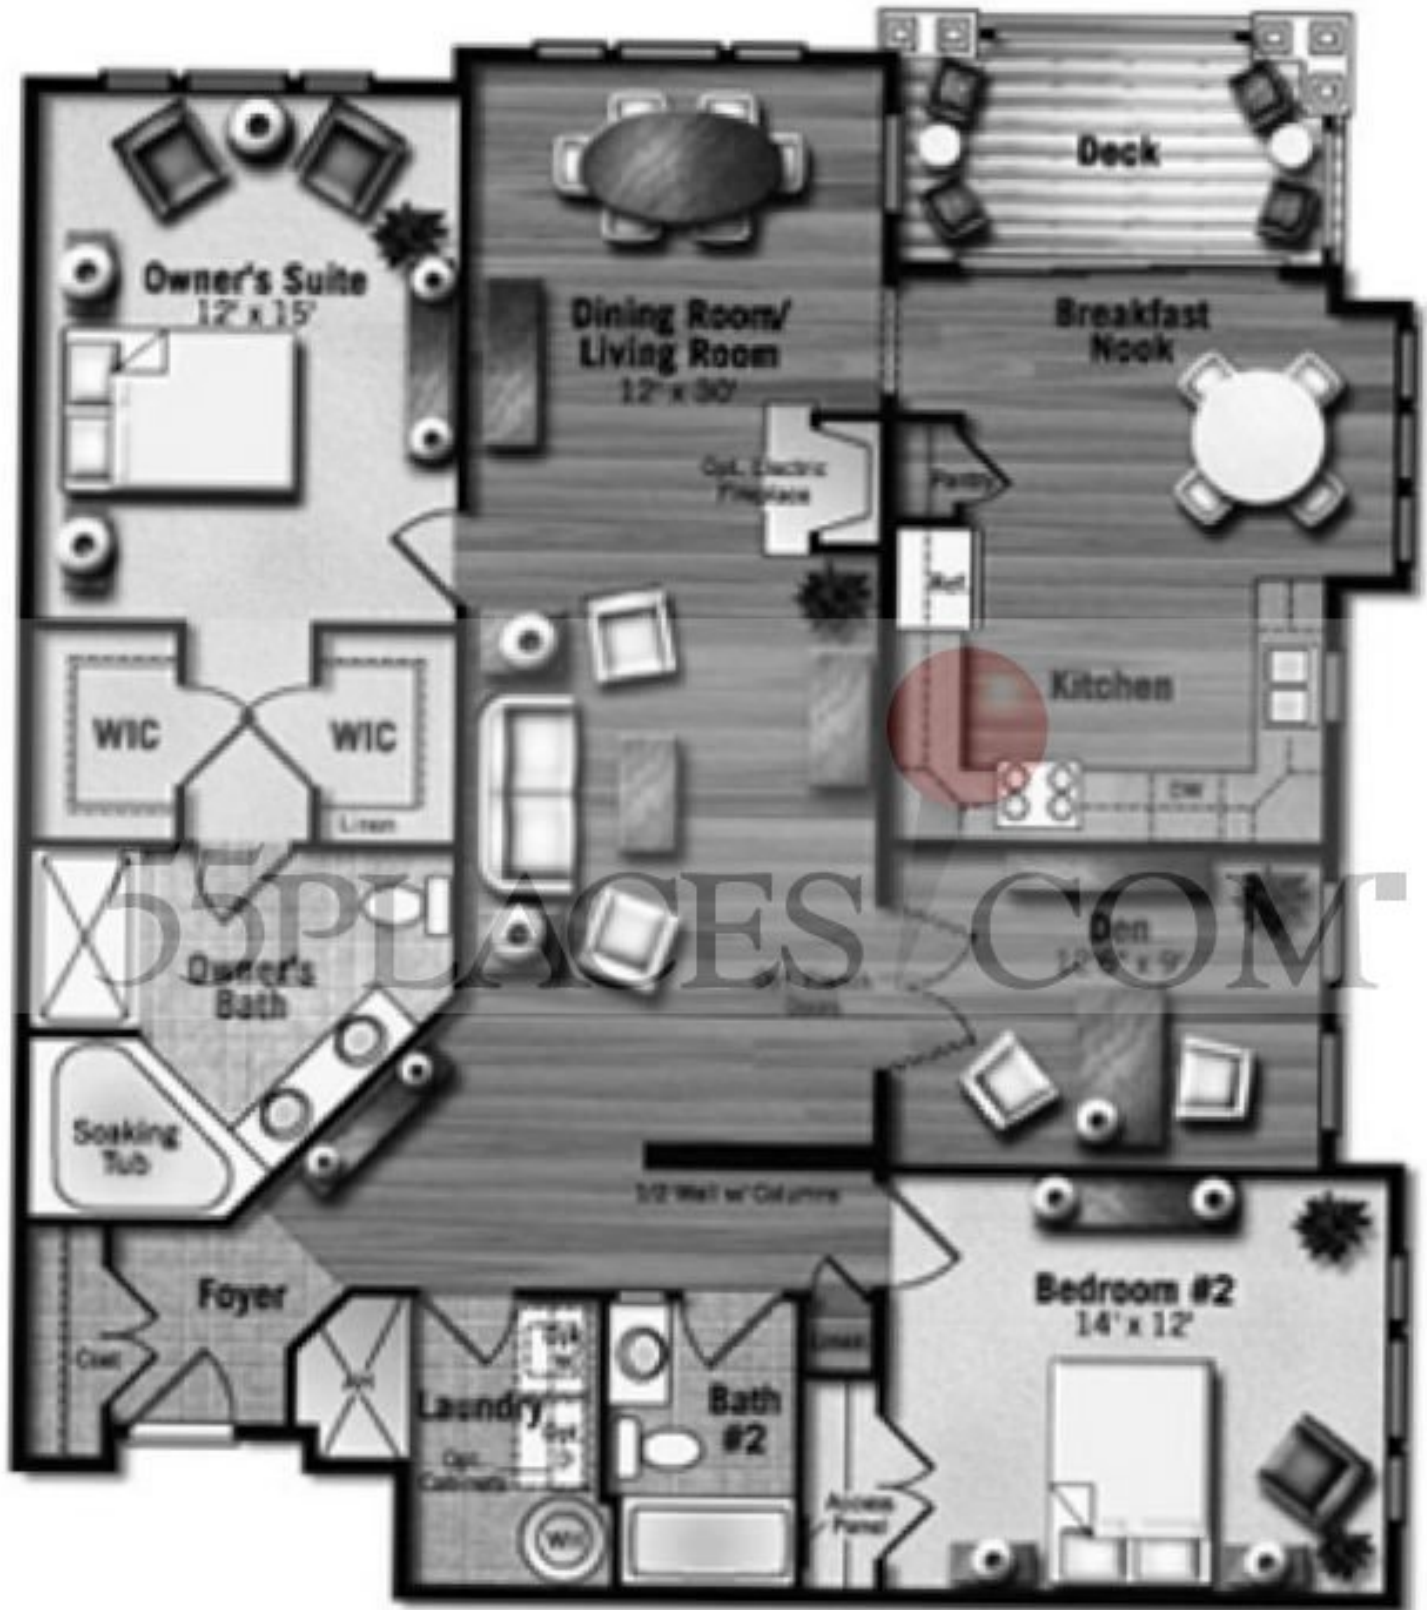 Deck
Owner's Suite
12' x 15'
Dining Room/
Living Room
12' x 30'
Breakfast
Nook
Opt. Electric
Fireplace
Pantry
Ref.
Kitchen
WIC
WIC
Linen
DW
55PLACES.COM
Den
Owner's
Bath
Doors
Soaking
Tub
1/2 Wall w/ Columns
Foyer
Coat
Bedroom #2
14' x 12'
Linen
Laundry
Opt.
Cabinets
Bath
#2
WH
Access
Panel